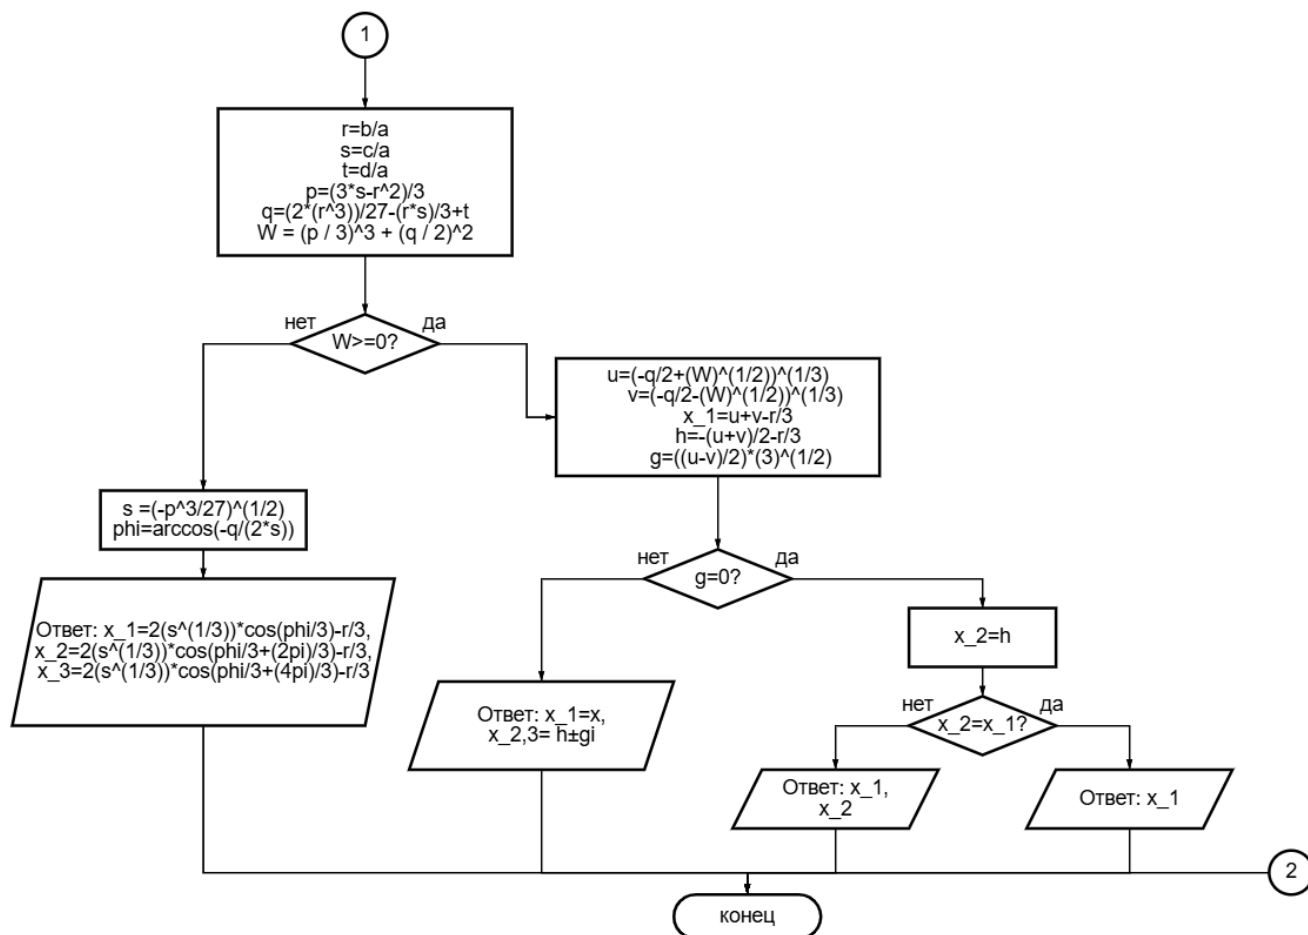 1
r=b/a
s=c/a
t=d/a
p=(3*s-r^2)/3
q=(2*(r^3))/27-(r*s)/3+t
W = (p / 3)^3 + (q / 2)^2
нет
да
W>=0?
u=(-q/2+(W)^(1/2))^(1/3)
v=(-q/2-(W)^(1/2))^(1/3)
x_1=u+v-r/3
h=-(u+v)/2-r/3
g=((u-v)/2)*(3)^(1/2)
s =(-p^3/27)^(1/2)
phi=arccos(-q/(2*s))
нет
да
g=0?
Ответ: x_1=2(s^(1/3))*cos(phi/3)-r/3,
x_2=2(s^(1/3))*cos(phi/3+(2pi)/3)-r/3,
x_3=2(s^(1/3))*cos(phi/3+(4pi)/3)-r/3
x_2=h
Ответ: x_1=x,
x_2,3= h±gi
нет
да
x_2=x_1?
Ответ: x_1,
x_2
Ответ: x_1
2
конец